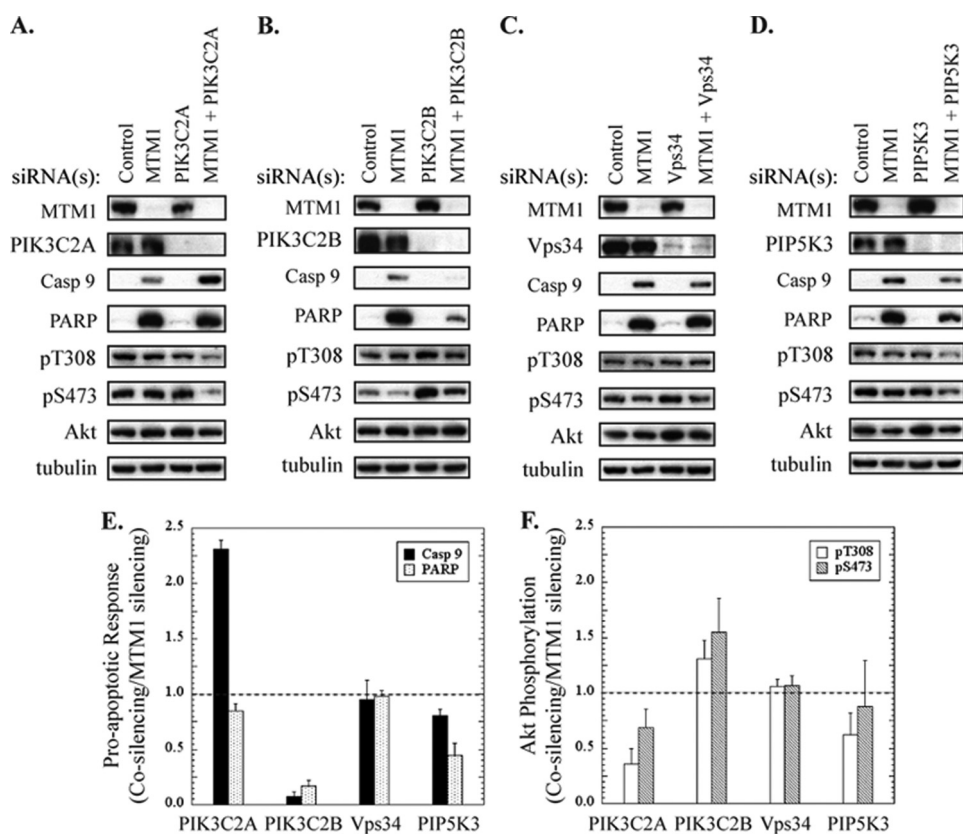 A.
Control
MTM1
PIK3C2A
MTM1 + PIK3C2A
siRNA(s):
MTM1
PIK3C2A
Casp 9
PARP
pT308
pS473
Akt
tubulin
B.
Control
MTM1
PIK3C2B
MTM1 + PIK3C2B
siRNA(s):
MTM1
PIK3C2B
Casp 9
PARP
pT308
pS473
Akt
tubulin
C.
Control
MTM1
Vps34
MTM1 + Vps34
siRNA(s):
MTM1
Vps34
Casp 9
PARP
pT308
pS473
Akt
tubulin
D.
Control
MTM1
PIP5K3
MTM1 + PIP5K3
siRNA(s):
MTM1
PIP5K3
Casp 9
PARP
pT308
pS473
Akt
tubulin
E.
Pro-apoptotic Response
(Co-silencing/MTM1 silencing)
2.5
2.0
1.0
0.5
0.0
Casp 9
PARP
PIK3C2A
PIK3C2B
Vps34
PIP5K3
F.
Akt Phosphorylation
(Co-silencing/MTM1 silencing)
2.5
2.0
1.0
0.5
0.0
pT308
pS473
PIK3C2A
PIK3C2B
Vps34
PIP5K3